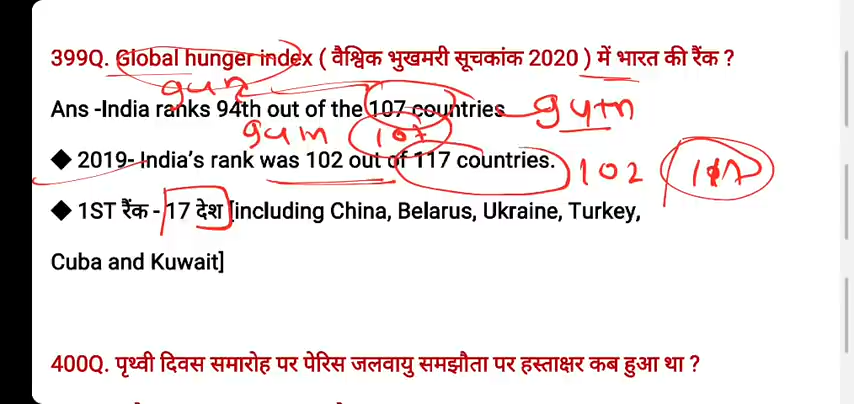 399Q. Global hunger index ( वैश्विक भुखमरी सूचकांक 2020 ) में भारत की रैंक ?
Ans -India ranks 94th out of the 107 countries
107
◆ 2019- India's rank was 102 out of 117 countries.
102
◆ 1ST रैंक - 17 देश [including China, Belarus, Ukraine, Turkey,
Cuba and Kuwait]
400Q. पृथ्वी दिवस समारोह पर पेरिस जलवायु समझौता पर हस्ताक्षर कब हुआ था ?